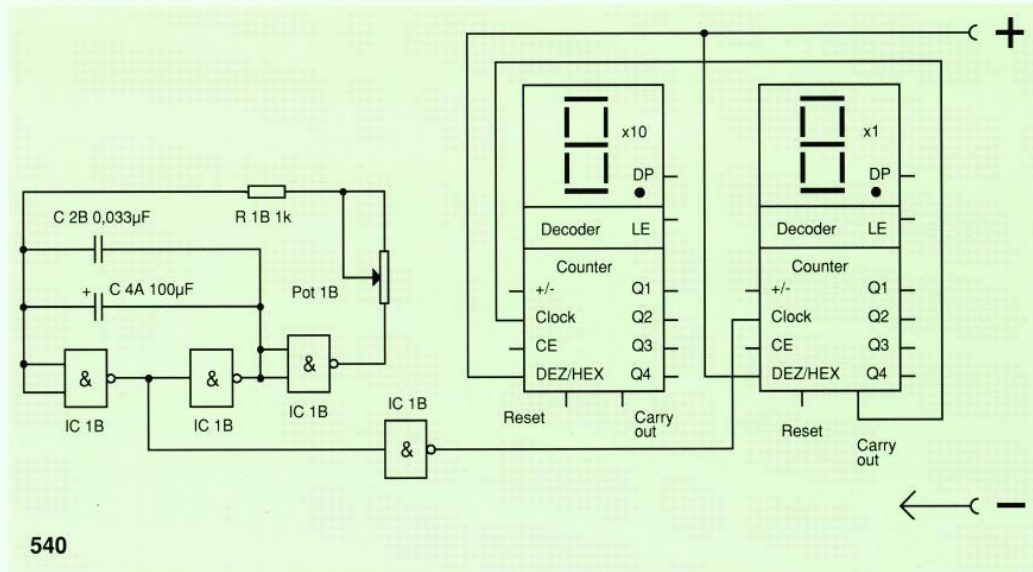 +
x10
x1
DP
DP
C 2B 0,033µF
R 1B 1k
Decoder LE
Decoder LE
Counter
Counter
+ C 4A 100µF
Pot 1B
+/- Q1
+/- Q1
Clock Q2
Clock Q2
CE Q3
CE Q3
DEZ/HEX Q4
DEZ/HEX Q4
&
&
&
IC 1B
IC 1B
IC 1B
IC 1B
&
Reset
Carry
out
Reset
Carry
out
−
540